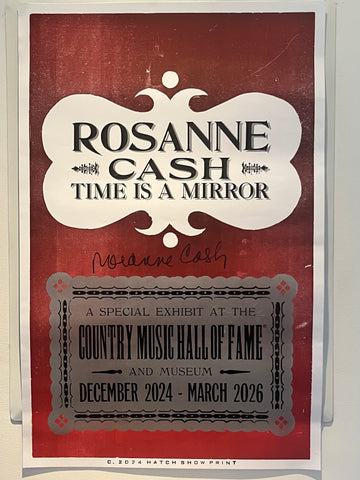 ROSANNE
CASH
TIME IS A MIRROR
Rosanne Cash
A SPECIAL EXHIBIT AT THE
COUNTRY MUSIC HALL OF FAME®
AND MUSEUM
DECEMBER 2024 - MARCH 2026
C. 2024 HATCH SHOW PRINT